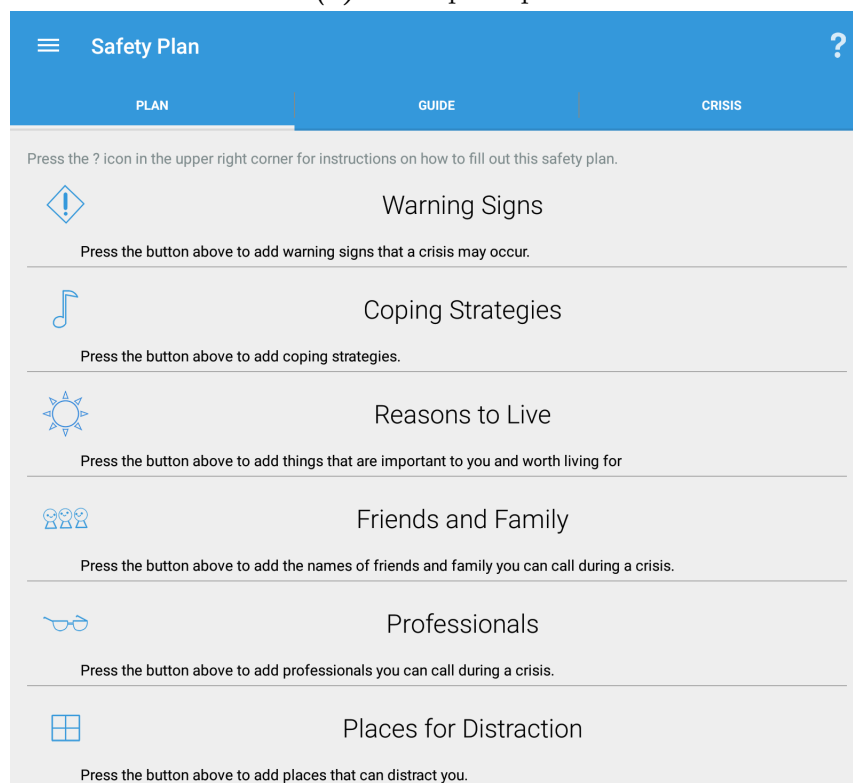 Safety Plan ?
PLAN GUIDE CRISIS
Press the ? icon in the upper right corner for instructions on how to fill out this safety plan.
Warning Signs
Press the button above to add warning signs that a crisis may occur.
Coping Strategies
Press the button above to add coping strategies.
Reasons to Live
Press the button above to add things that are important to you and worth living for
Friends and Family
Press the button above to add the names of friends and family you can call during a crisis.
Professionals
Press the button above to add professionals you can call during a crisis.
Places for Distraction
Press the button above to add places that can distract you.